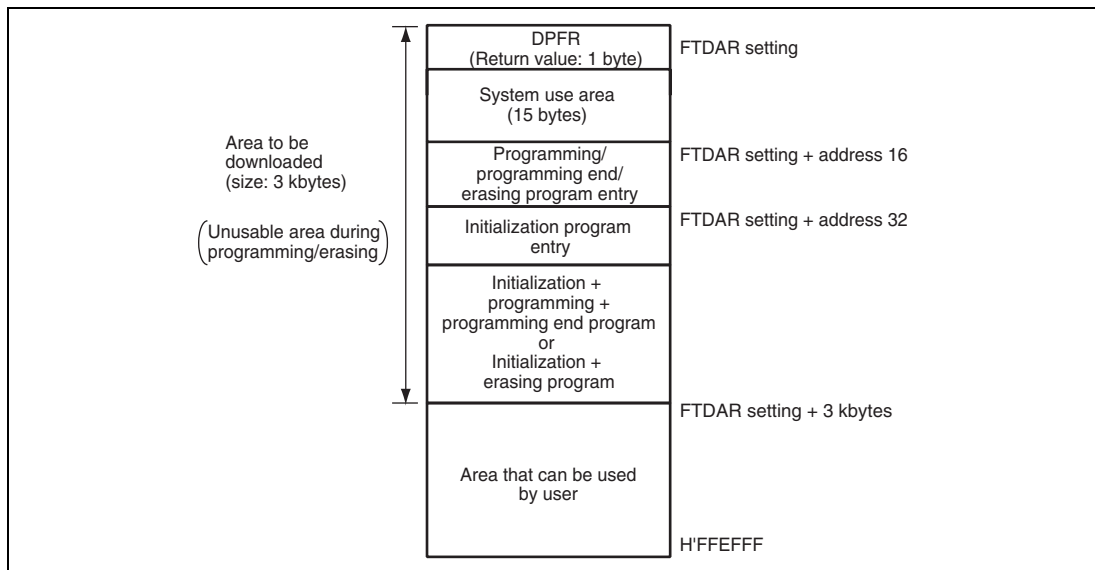 DPFR
(Return value: 1 byte)
FTDAR setting
System use area
(15 bytes)
Area to be
downloaded
(size: 3 kbytes)
(Unusable area during
programming/erasing)
Programming/
programming end/
erasing program entry
FTDAR setting + address 16
Initialization program
entry
FTDAR setting + address 32
Initialization +
programming +
programming end program
or
Initialization +
erasing program
FTDAR setting + 3 kbytes
Area that can be used
by user
H'FFEFFF